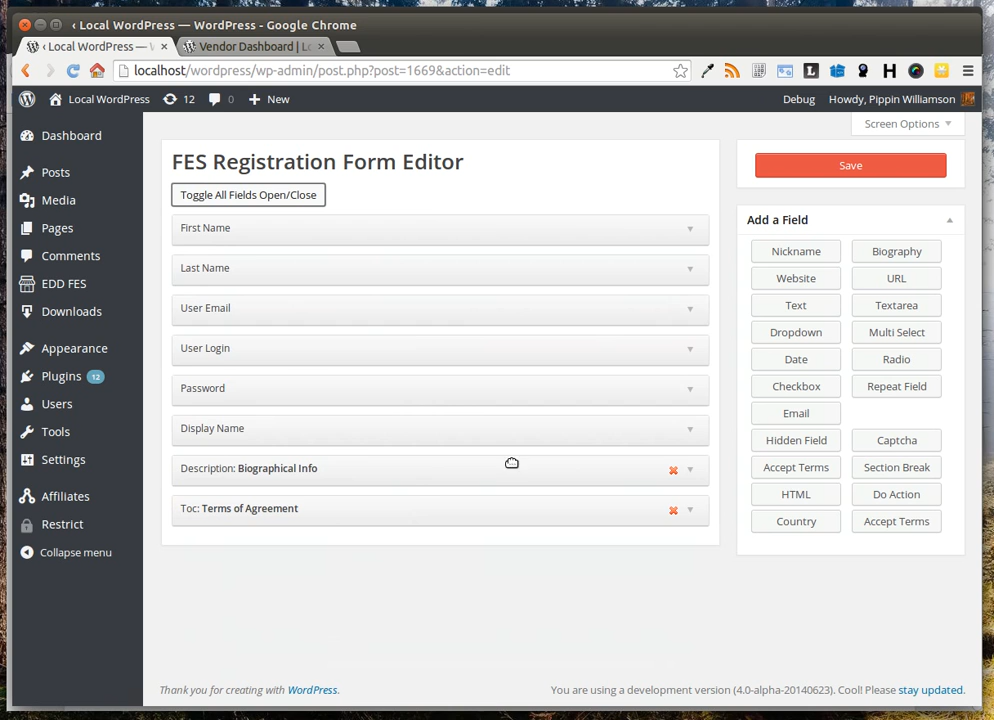 ‹ Local WordPress — WordPress - Google Chrome
‹ Local WordPress — W
Vendor Dashboard | Lo
localhost/wordpress/wp-admin/post.php?post=1669&action=edit
Local WordPress
12
0
New
Debug
Howdy, Pippin Williamson
Screen Options
Dashboard
Posts
Media
Pages
Comments
EDD FES
Downloads
Appearance
Plugins 12
Users
Tools
Settings
Affiliates
Restrict
Collapse menu
FES Registration Form Editor
Toggle All Fields Open/Close
First Name
Last Name
User Email
User Login
Password
Display Name
Description: Biographical Info
Toc: Terms of Agreement
Save
Add a Field
Nickname Biography
Website URL
Text Textarea
Dropdown Multi Select
Date Radio
Checkbox Repeat Field
Email
Hidden Field Captcha
Accept Terms Section Break
HTML Do Action
Country Accept Terms
Thank you for creating with WordPress.
You are using a development version (4.0-alpha-20140623). Cool! Please stay updated.